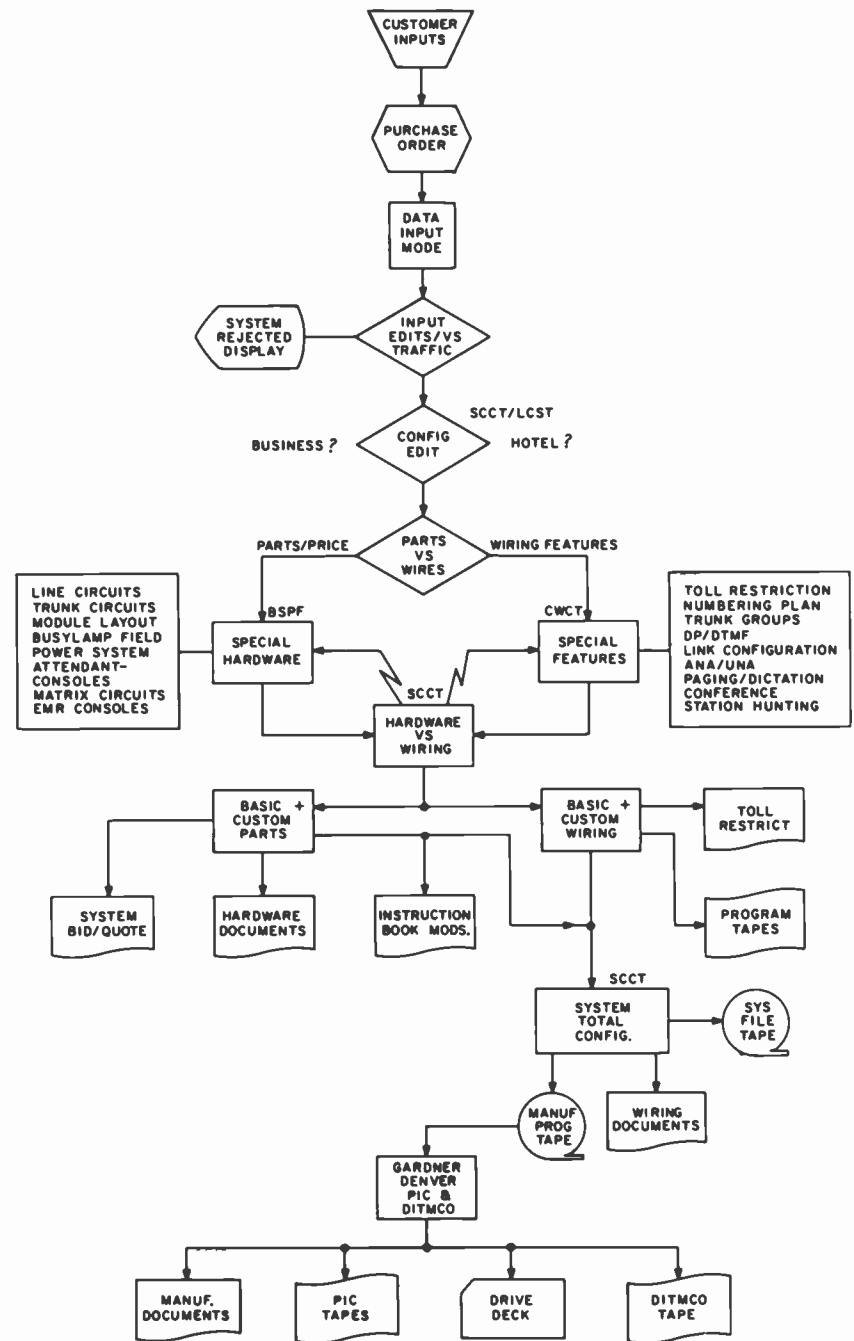 CUSTOMER
INPUTS
PURCHASE
ORDER
DATA
INPUT
MODE
SYSTEM
REJECTED
DISPLAY
INPUT
EDITS/VS
TRAFFIC
SCCT/LCST
BUSINESS?
CONFIG
EDIT
HOTEL?
PARTS/PRICE
PARTS
VS
WIRES
WIRING FEATURES
LINE CIRCUITS
TRUNK CIRCUITS
MODULE LAYOUT
BUSYLAMP FIELD
POWER SYSTEM
ATTENDANT-
CONSOLES
MATRIX CIRCUITS
EMR CONSOLES
BSPF
SPECIAL
HARDWARE
CWCT
SPECIAL
FEATURES
TOLL RESTRICTION
NUMBERING PLAN
TRUNK GROUPS
DP/DTMF
LINK CONFIGURATION
ANA/UNA
PAGING/DICTATION
CONFERENCE
STATION HUNTING
SCCT
HARDWARE
VS
WIRING
BASIC +
CUSTOM
PARTS
BASIC +
CUSTOM
WIRING
TOLL
RESTRICT
SYSTEM
BID/QUOTE
HARDWARE
DOCUMENTS
INSTRUCTION
BOOK MODS.
PROGRAM
TAPES
SCCT
SYSTEM
TOTAL
CONFIG.
SYS
FILE
TAPE
MANUF
PROG
TAPE
WIRING
DOCUMENTS
GARDNER
DENVER
PIC &
DITMCO
MANUF.
DOCUMENTS
PIC
TAPES
DRIVE
DECK
DITMCO
TAPE